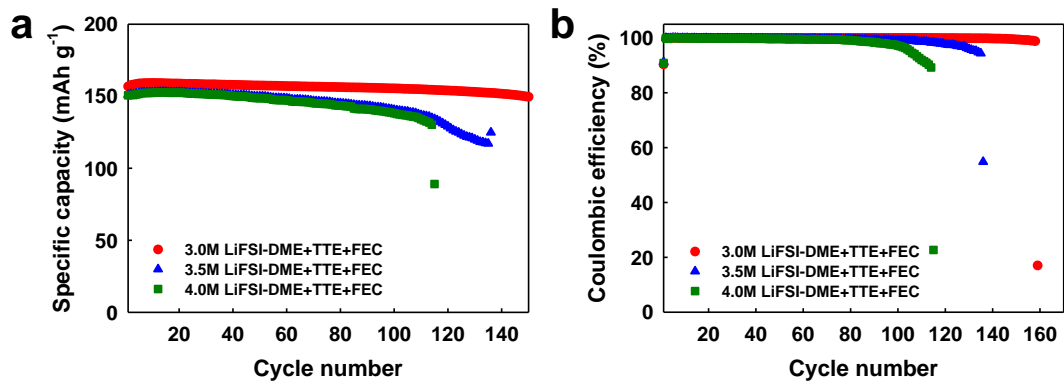 a
Specific capacity (mAh g-1)
200
150
100
50
0
3.0M LiFSI-DME+TTE+FEC
3.5M LiFSI-DME+TTE+FEC
4.0M LiFSI-DME+TTE+FEC
20 40 60 80 100 120 140
Cycle number
b
Coulombic efficiency (%)
100
80
60
40
20
0
3.0M LiFSI-DME+TTE+FEC
3.5M LiFSI-DME+TTE+FEC
4.0M LiFSI-DME+TTE+FEC
20 40 60 80 100 120 140 160
Cycle number